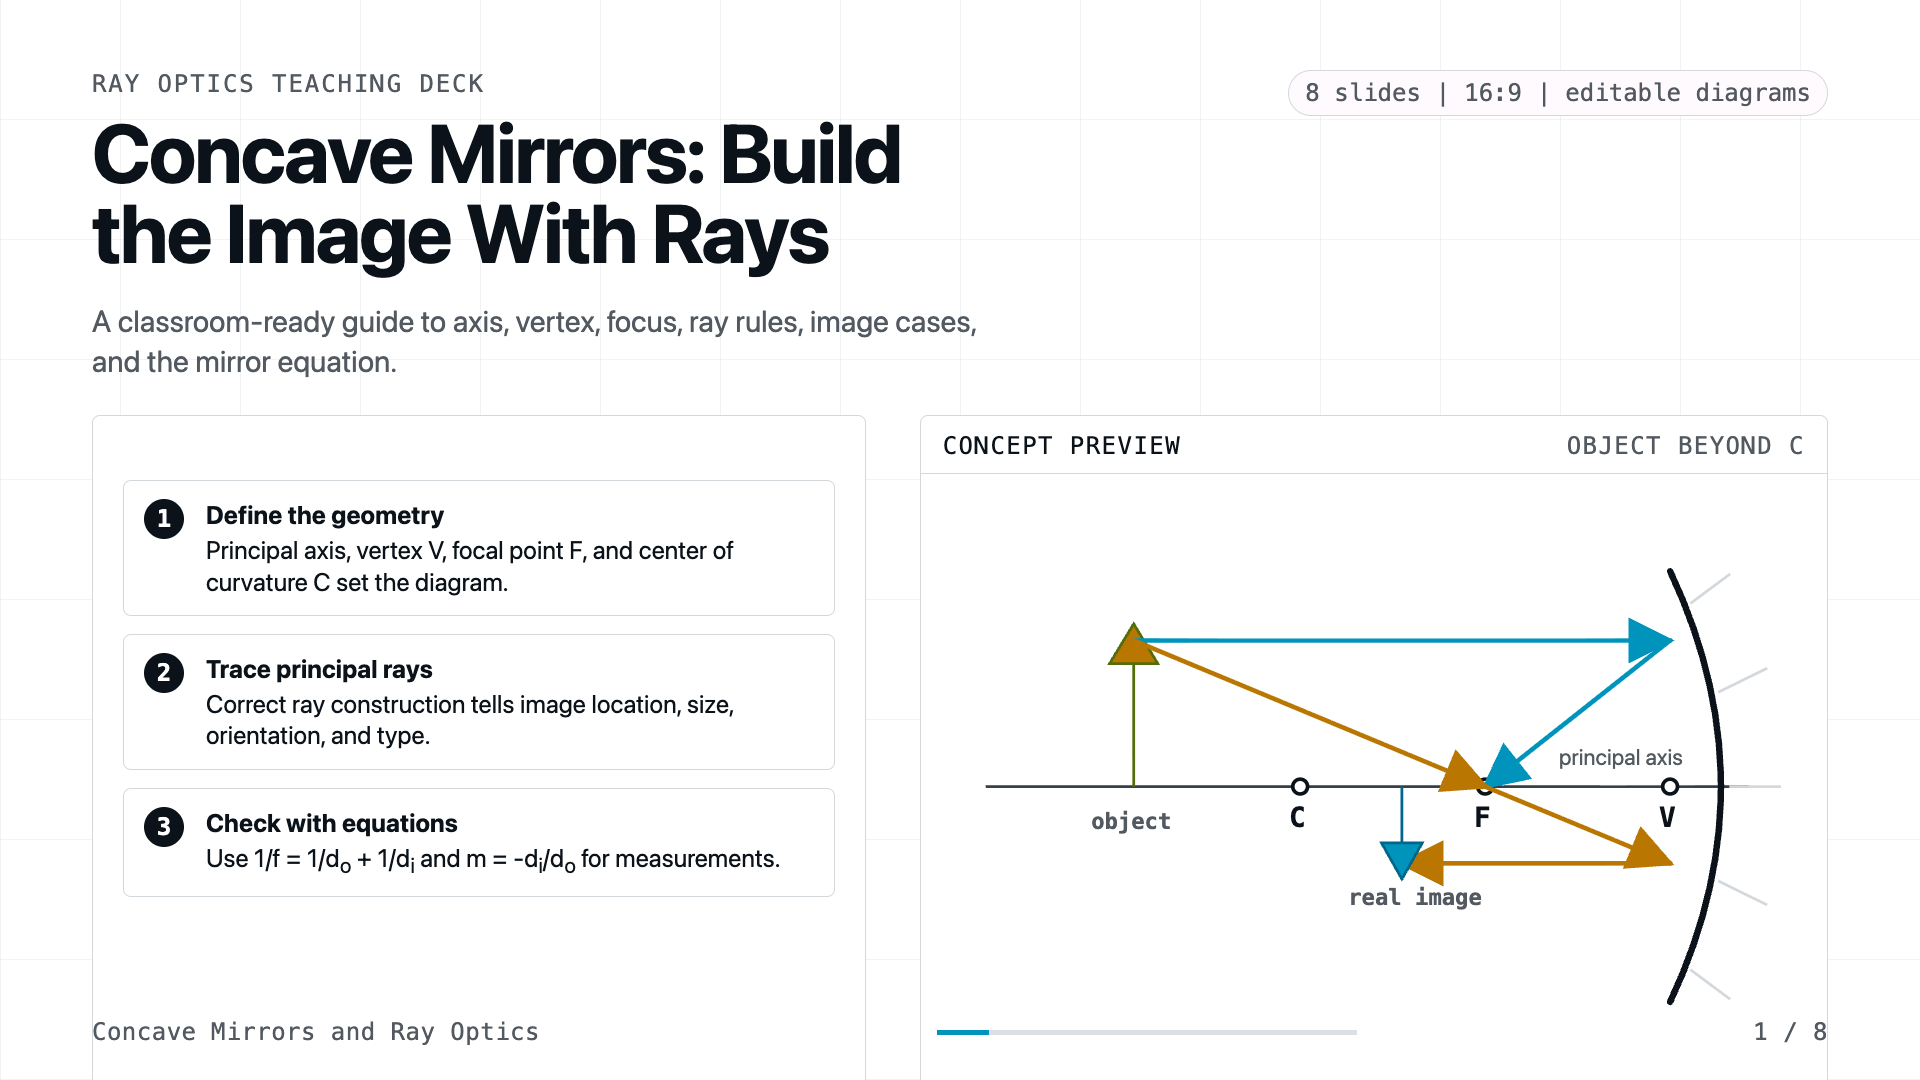 RAY OPTICS TEACHING DECK
8 slides | 16:9 | editable diagrams
Concave Mirrors: Build
the Image With Rays
A classroom-ready guide to axis, vertex, focus, ray rules, image cases,
and the mirror equation.
1
Define the geometry
Principal axis, vertex V, focal point F, and center of
curvature C set the diagram.
2
Trace principal rays
Correct ray construction tells image location, size,
orientation, and type.
3
Check with equations
Use 1/f = 1/dₒ + 1/dᵢ and m = -dᵢ/dₒ for measurements.
CONCEPT PREVIEW
OBJECT BEYOND C
principal axis
object
C
F
V
real image
Concave Mirrors and Ray Optics
1 / 8